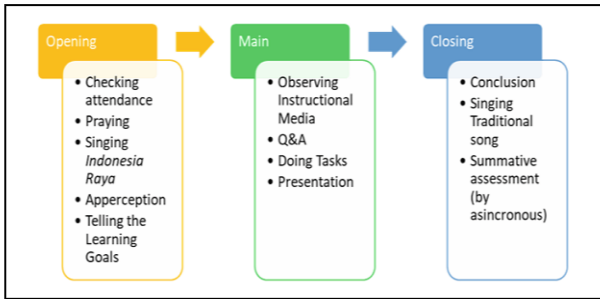 Opening
• Checking
attendance
• Praying
• Singing
Indonesia
Raya
• Apperception
• Telling the
Learning
Goals
Main
• Observing
Instructional
Media
• Q&A
• Doing Tasks
• Presentation
Closing
• Conclusion
• Singing
Traditional
song
• Summative
assessment
(by
asincronous)